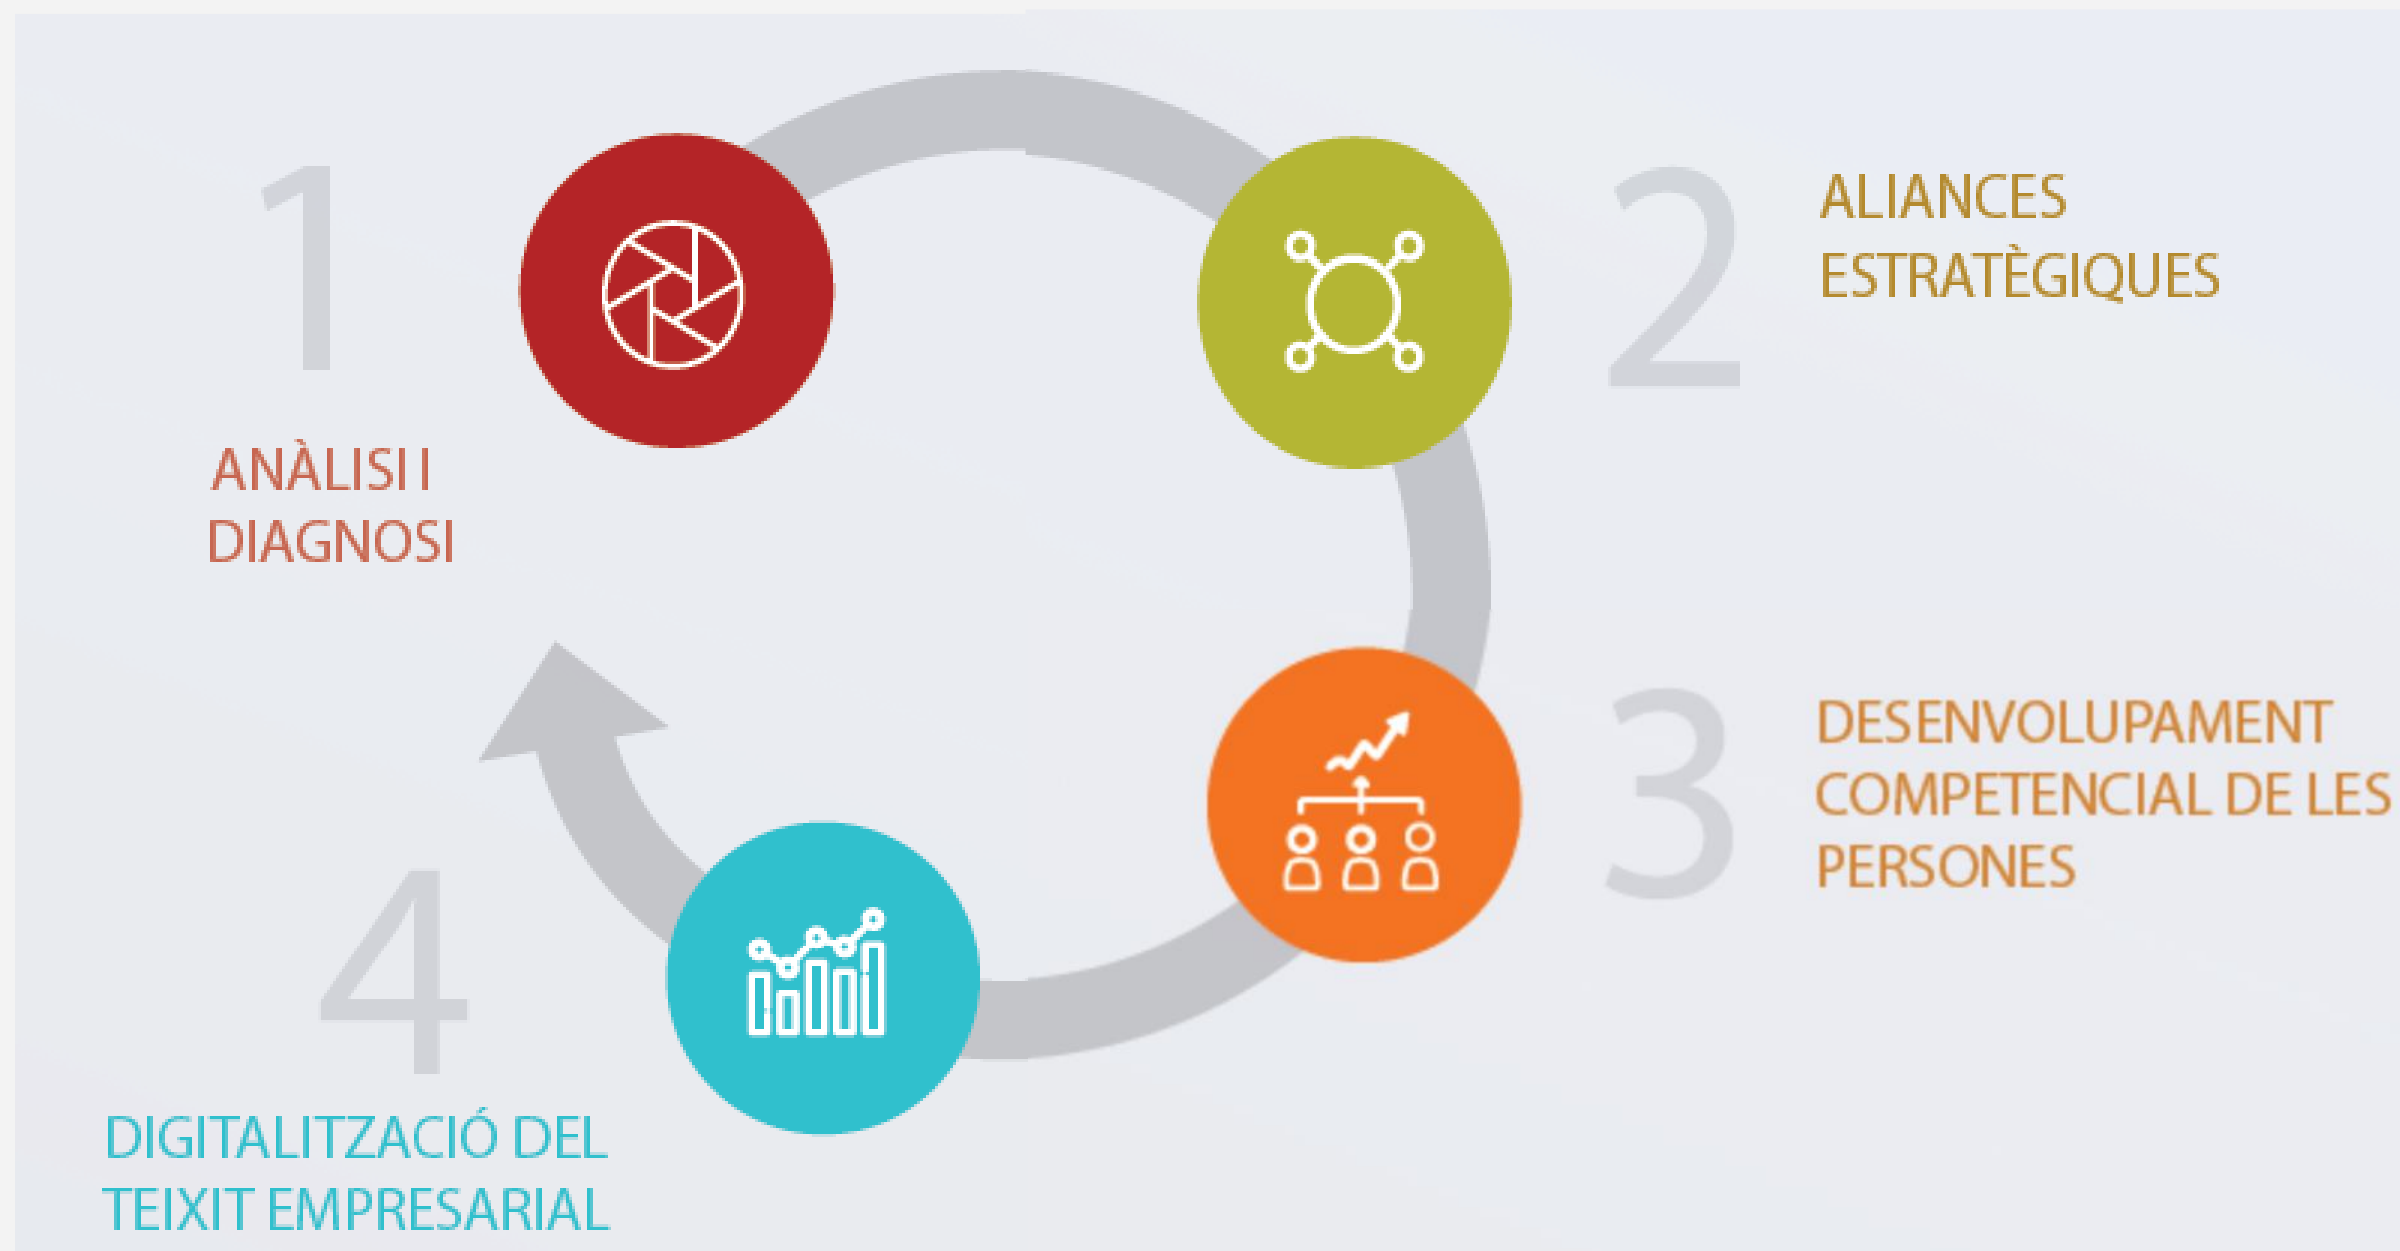 1
ANÀLISI I
DIAGNOSI
2
ALIANCES
ESTRATÈGIQUES
3
DESENVOLUPAMENT
COMPETENCIAL DE LES
PERSONES
4
DIGITALITZACIÓ DEL
TEIXIT EMPRESARIAL